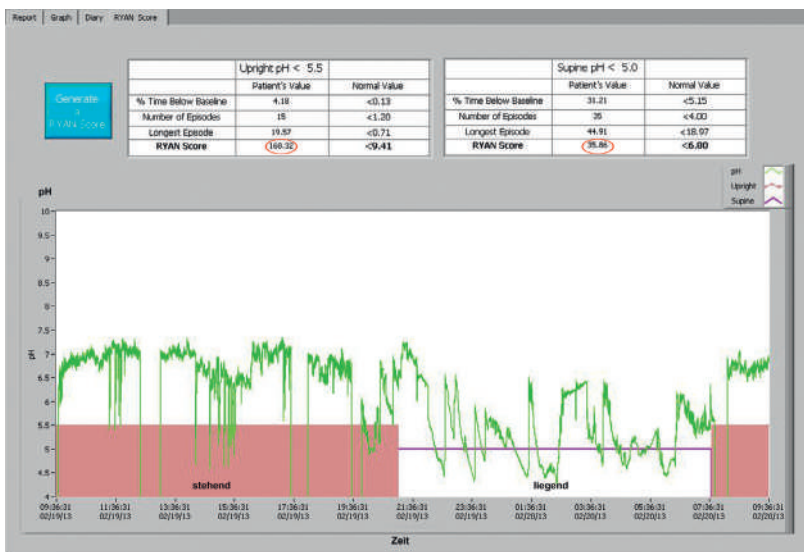 Report Graph Diary RYAN Score
Generate a RYAN Score
Upright pH < 5.5
Patient's Value Normal Value
% Time Below Baseline 4.18 <0.13
Number of Episodes 15 <1.20
Longest Episode 19.57 <0.71
RYAN Score 168.32 <9.41
Supine pH < 5.0
Patient's Value Normal Value
% Time Below Baseline 31.21 <5.15
Number of Episodes 35 <4.00
Longest Episode 44.91 <18.97
RYAN Score 35.86 <6.80
pH
Upright
Supine
pH
10
9.5
9
8.5
8
7.5
7
6.5
6
5.5
5
4.5
4
pH
stehend
liegend
09:36:31 11:36:31 13:36:31 15:36:31 17:36:31 19:36:31 21:36:31 23:36:31 01:36:31 03:36:31 05:36:31 07:36:31 09:36:31
02/19/13 02/19/13 02/19/13 02/19/13 02/19/13 02/19/13 02/19/13 02/19/13 02/20/13 02/20/13 02/20/13 02/20/13 02/20/13
Zeit